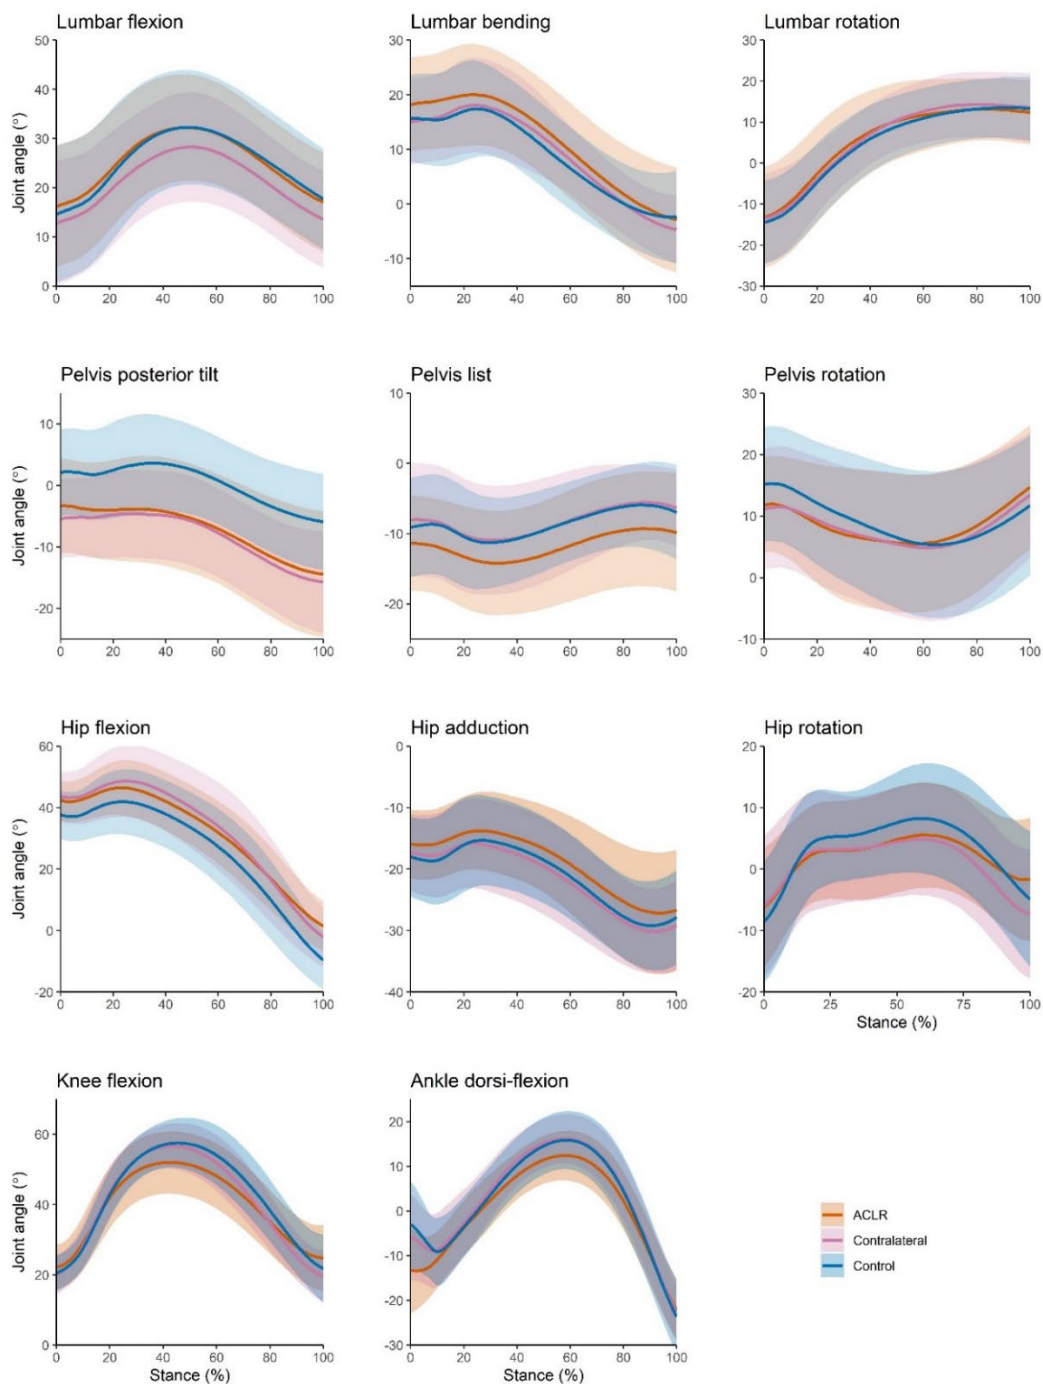 Lumbar flexion
Lumbar bending
Lumbar rotation
Joint angle (°)
50
40
30
20
10
0
0 20 40 60 80 100
30
20
10
0
-10
0 20 40 60 80 100
30
20
10
0
-10
-20
-30
0 20 40 60 80 100
Pelvis posterior tilt
Pelvis list
Pelvis rotation
Joint angle (°)
10
0
-10
-20
0 20 40 60 80 100
10
0
-10
-20
0 20 40 60 80 100
30
20
10
0
-10
0 20 40 60 80 100
Hip flexion
Hip adduction
Hip rotation
Joint angle (°)
60
40
20
0
-20
0 20 40 60 80 100
0
-10
-20
-30
-40
0 20 40 60 80 100
20
10
0
-10
-20
0 25 50 75 100
Stance (%)
Knee flexion
Ankle dorsi-flexion
Joint angle (°)
60
40
20
0
0 20 40 60 80 100
Stance (%)
20
10
0
-10
-20
-30
0 20 40 60 80 100
Stance (%)
ACLR
Contralateral
Control